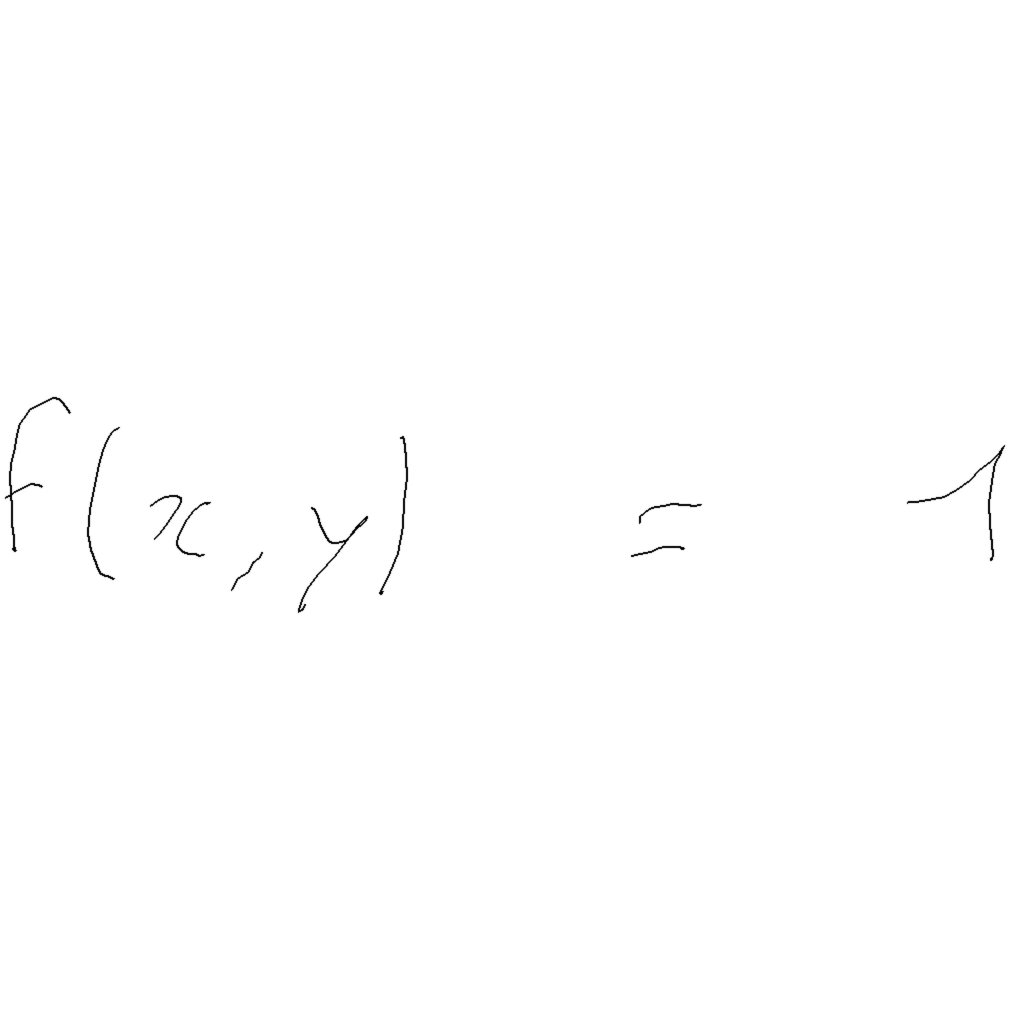 f(x,y) = 1